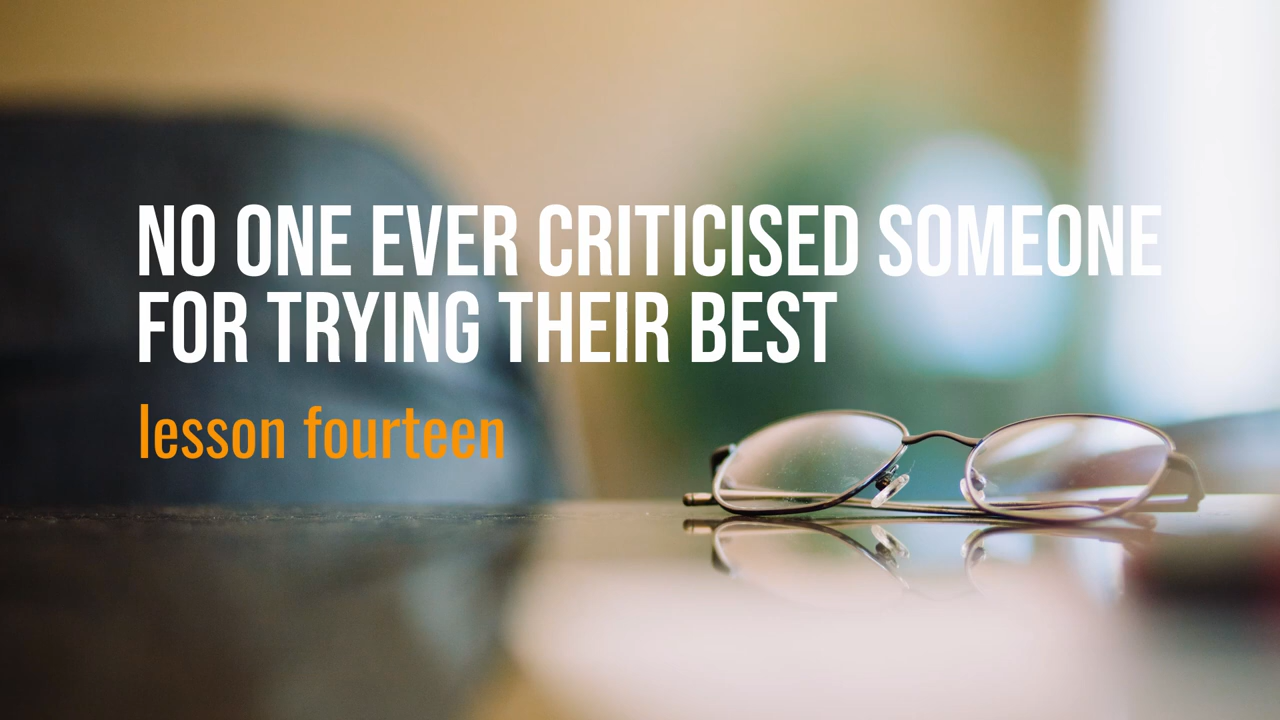 NO ONE EVER CRITICISED SOMEONE
FOR TRYING THEIR BEST
lesson fourteen